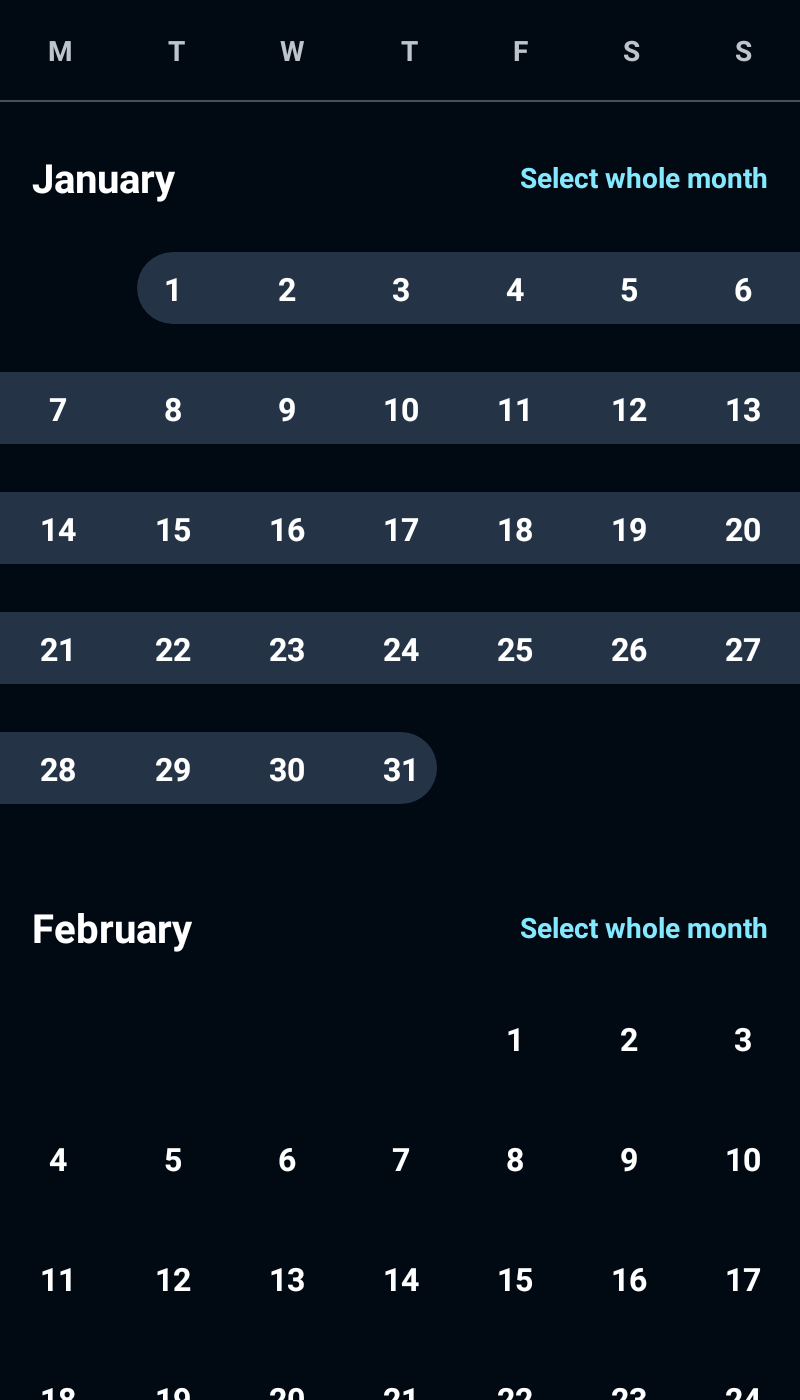 M T W T F S S
January Select whole month
1 2 3 4 5 6
7 8 9 10 11 12 13
14 15 16 17 18 19 20
21 22 23 24 25 26 27
28 29 30 31
February Select whole month
1 2 3
4 5 6 7 8 9 10
11 12 13 14 15 16 17
18 19 20 21 22 23 24